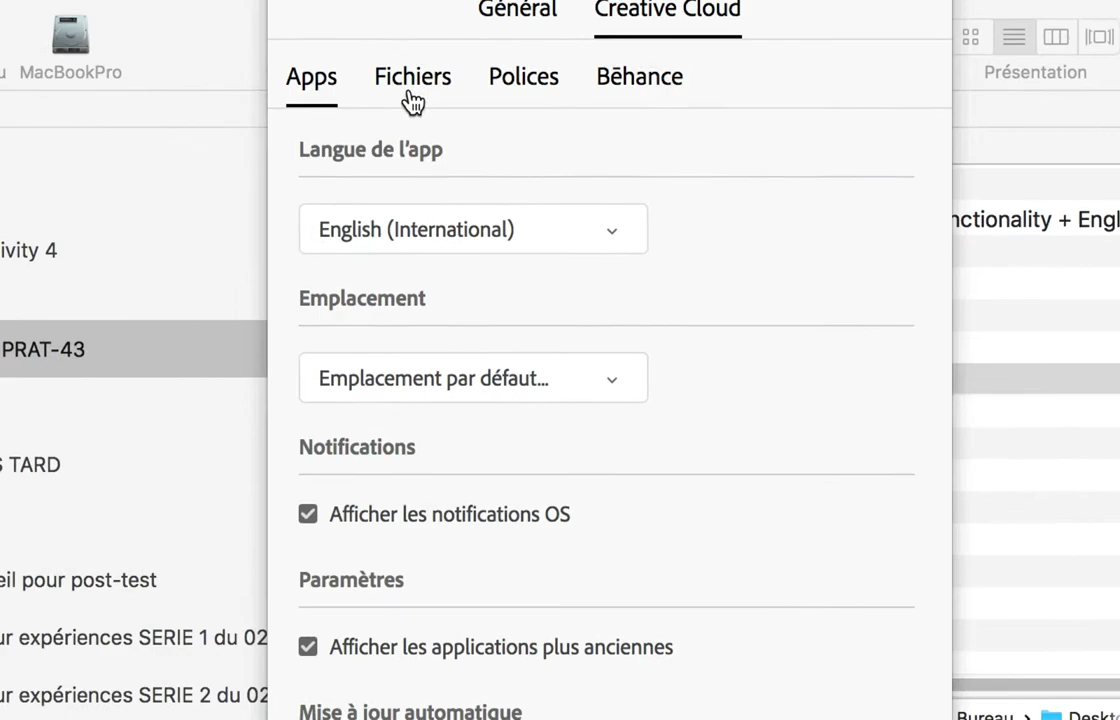 Général Creative Cloud
MacBookPro
Présentation
Apps Fichiers Polices Bēhance
Langue de l'app
English (International)
nctionality + Engl
ivity 4
Emplacement
PRAT-43
Emplacement par défaut...
Notifications
S TARD
Afficher les notifications OS
Paramètres
eil pour post-test
ur expériences SERIE 1 du 02
Afficher les applications plus anciennes
ur expériences SERIE 2 du 02
Mise à jour automatique
Bureau › Deskt